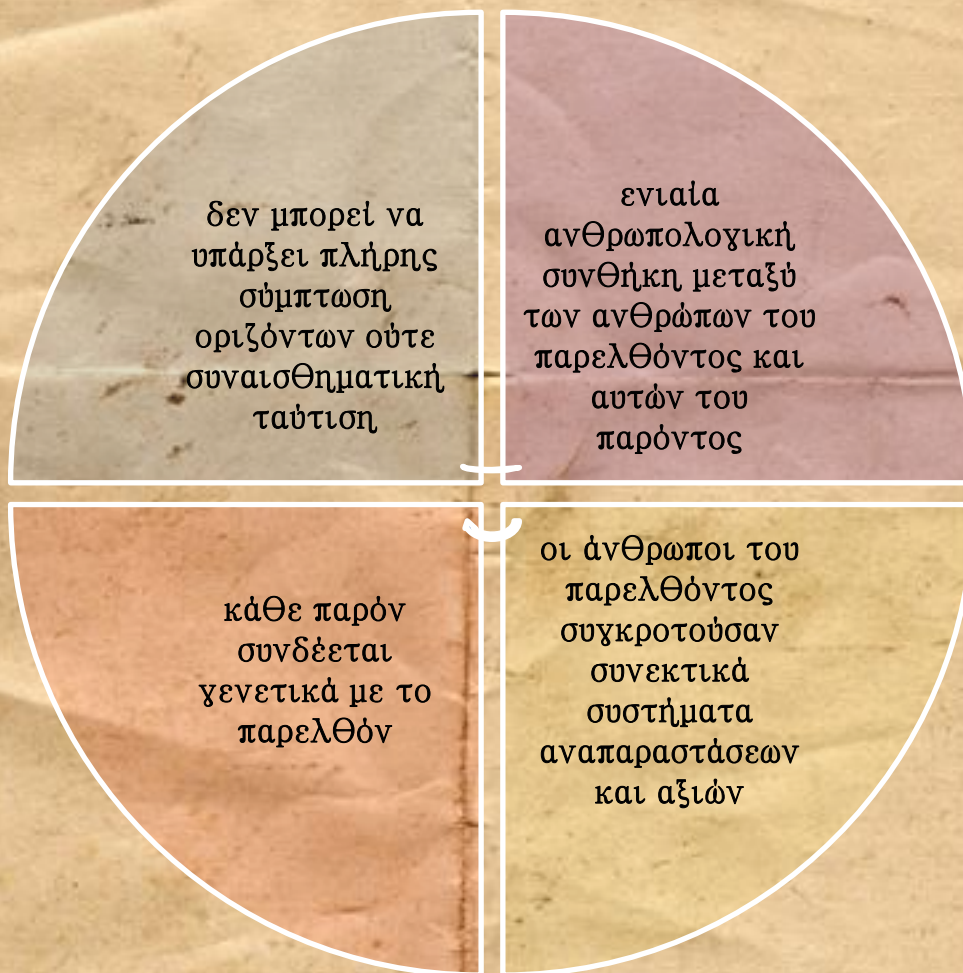 δεν μπορεί να
υπάρξει πλήρης
σύμπτωση
οριζόντων ούτε
συναισθηματική
ταύτιση
ενιαία
ανθρωπολογική
συνθήκη μεταξύ
των ανθρώπων του
παρελθόντος και
αυτών του
παρόντος
κάθε παρόν
συνδέεται
γενετικά με το
παρελθόν
οι άνθρωποι του
παρελθόντος
συγκροτούσαν
συνεκτικά
συστήματα
αναπαραστάσεων
και αξιών